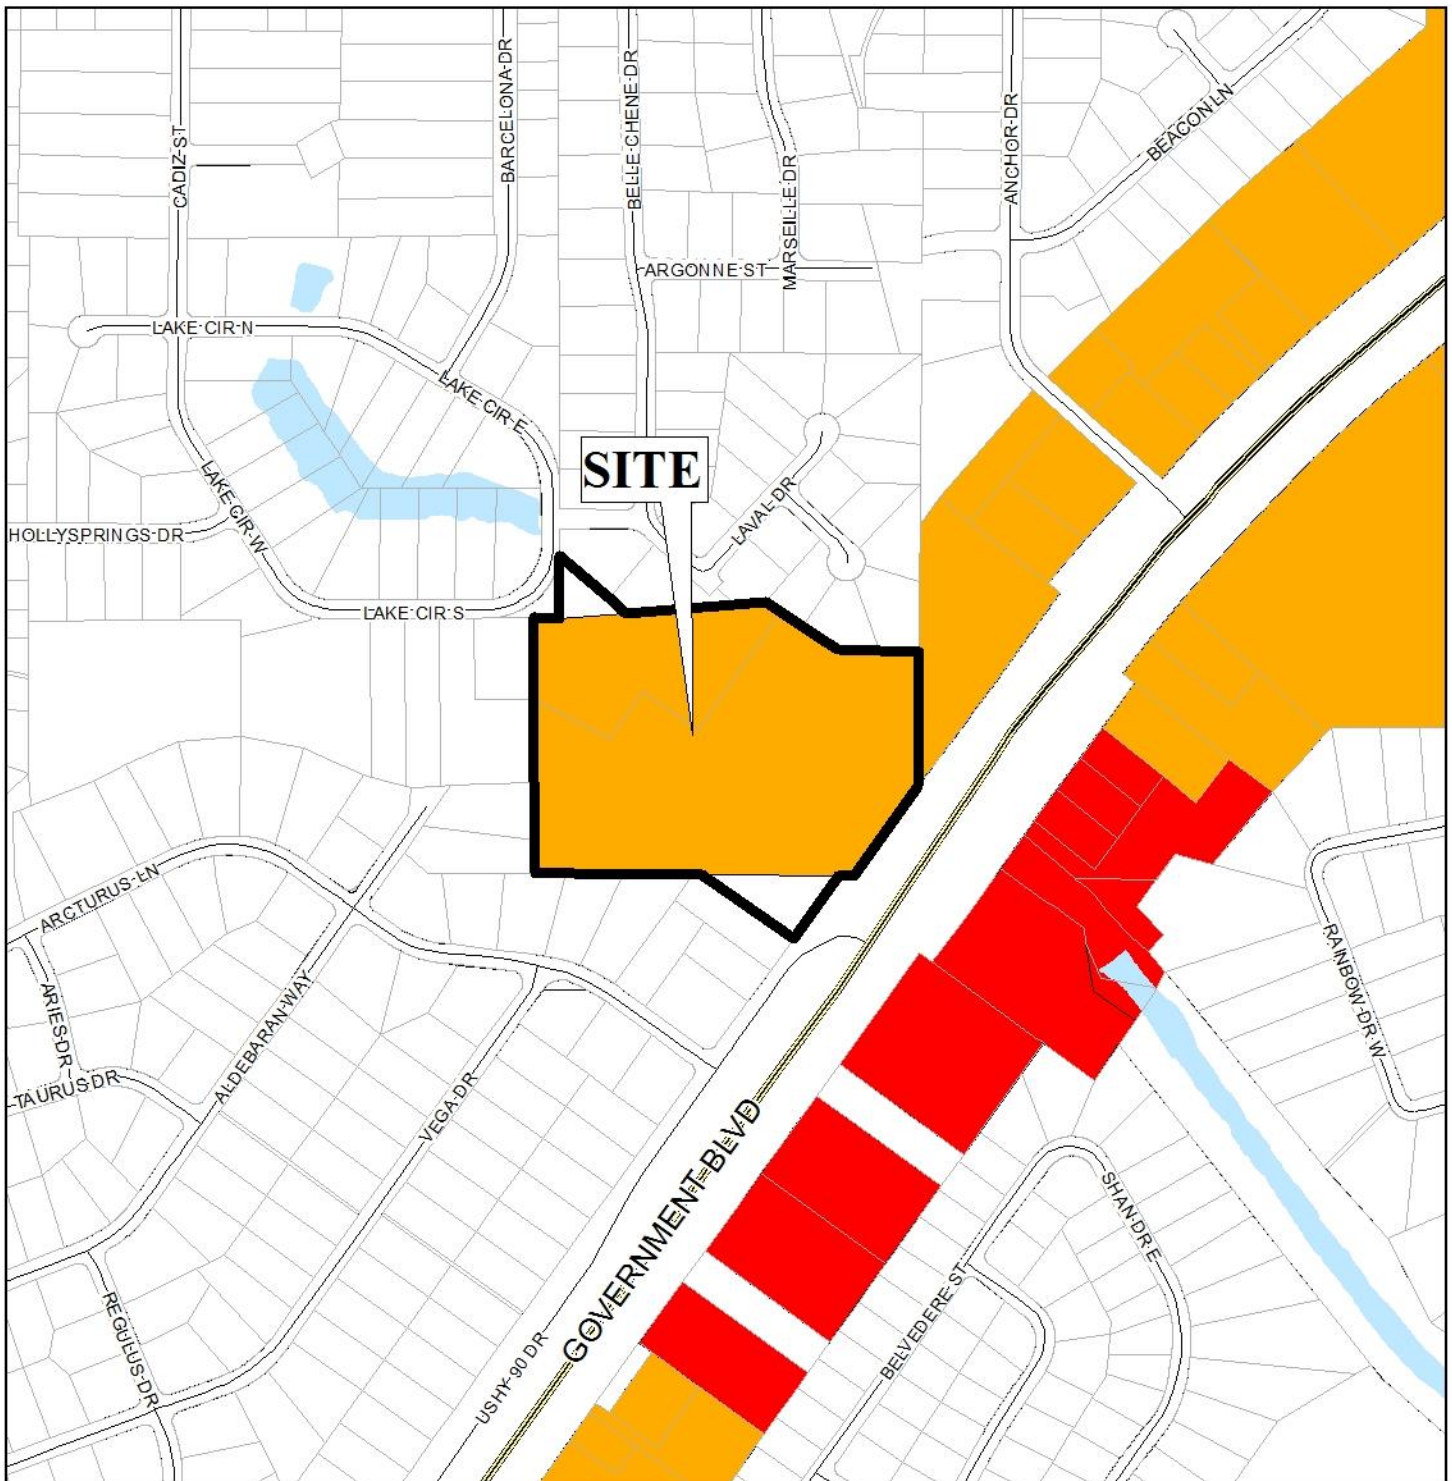 CADIZ ST
BARCELONA DR
BELLE CHENE DR
MARSEILLE DR
ANCHOR DR
BEACON LN
ARGONNE ST
LAKE CIR N
LAKE CIR E
SITE
LAKE CIR W
LAVAL DR
HOLLYSPRINGS DR
LAKE CIR S
ARCTURUS LN
ARIES DR
ALDEBARAN WAY
TAURUS DR
VEGA DR
RAINBOW DR W
GOVERNMENT BLVD
SHAN DR E
BELVEDERE ST
REGULUS DR
USHY 90 DR